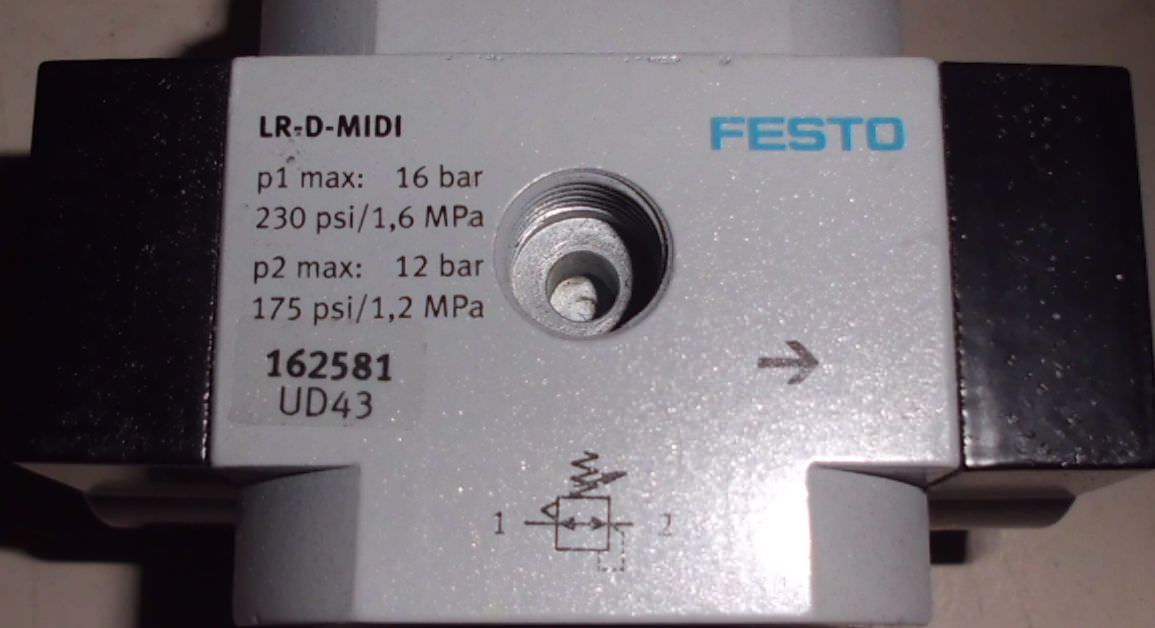 LR-D-MIDI
FESTO
p1 max: 16 bar
230 psi/1,6 MPa
p2 max: 12 bar
175 psi/1,2 MPa
162581
UD43
1 2